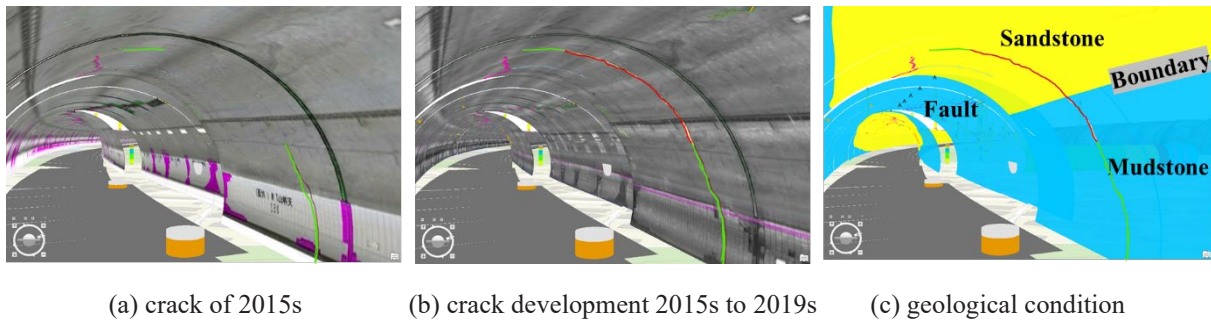 Sandstone
Boundary
Fault
Mudstone
(a) crack of 2015s
(b) crack development 2015s to 2019s
(c) geological condition